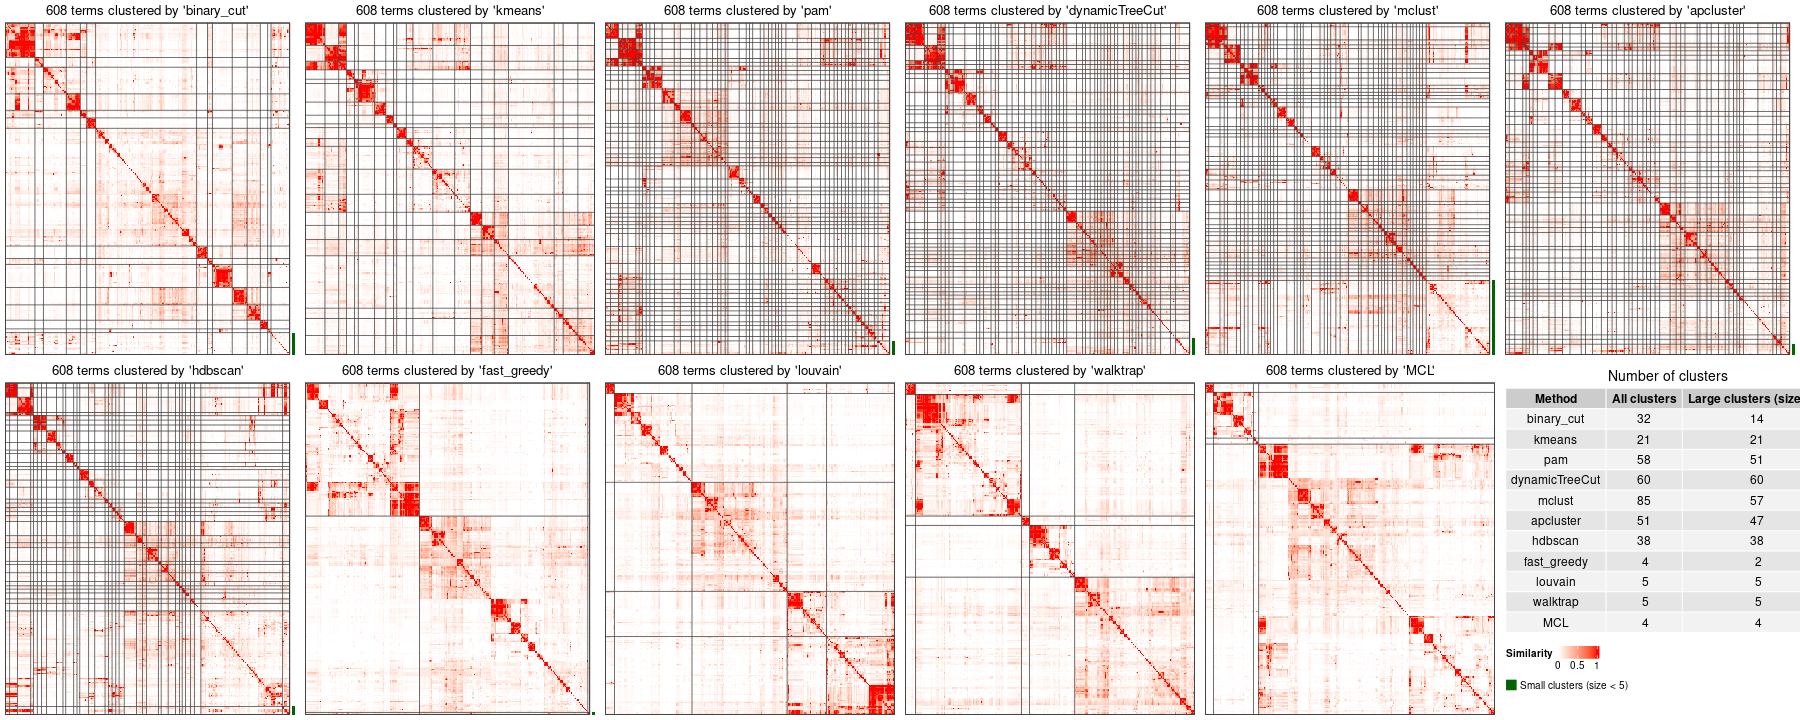 608 terms clustered by 'binary_cut'
608 terms clustered by 'kmeans'
608 terms clustered by 'pam'
608 terms clustered by 'dynamicTreeCut'
608 terms clustered by 'mclust'
608 terms clustered by 'apcluster'
608 terms clustered by 'hdbscan'
608 terms clustered by 'fast_greedy'
608 terms clustered by 'louvain'
608 terms clustered by 'walktrap'
608 terms clustered by 'MCL'
Number of clusters
Method All clusters Large clusters (size
binary_cut 32 14
kmeans 21 21
pam 58 51
dynamicTreeCut 60 60
mclust 85 57
apcluster 51 47
hdbscan 38 38
fast_greedy 4 2
louvain 5 5
walktrap 5 5
MCL 4 4
Similarity
0 0.5 1
Small clusters (size < 5)